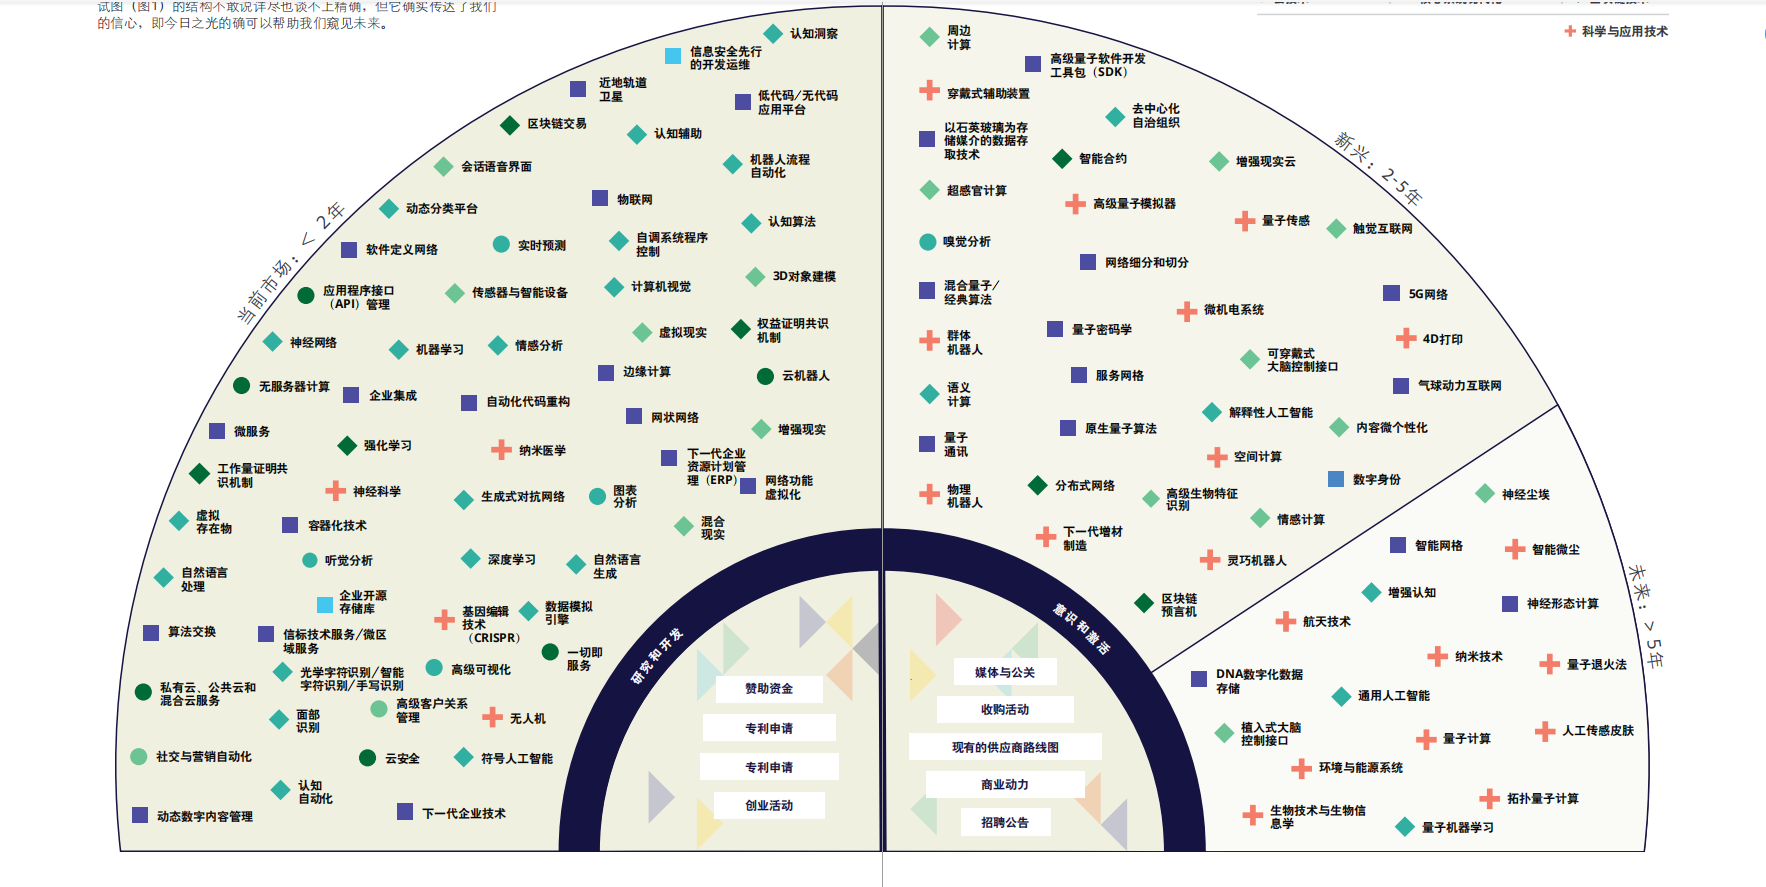 试图（图1）的结构不敢说详尽也谈不上精确，但它确实传达了我们
的信心，即今日之光的确可以帮助我们窥见未来。
科学与应用技术
当前市场：< 2年
认知洞察
信息安全先行
的开发运维
近地轨道
卫星
低代码/无代码
应用平台
区块链交易
认知辅助
会话语音界面
机器人流程
自动化
物联网
动态分类平台
认知算法
软件定义网络
实时预测
自调系统程序
控制
3D对象建模
应用程序接口
（API）管理
传感器与智能设备
计算机视觉
虚拟现实
权益证明共识
机制
神经网络
机器学习
情感分析
边缘计算
云机器人
无服务器计算
企业集成
自动化代码重构
网状网络
微服务
增强现实
强化学习
纳米医学
下一代企业
资源计划管
理（ERP）
工作量证明共
识机制
神经科学
生成式对抗网络
图表
分析
网络功能
虚拟化
虚拟
存在物
容器化技术
混合
现实
听觉分析
深度学习
自然语言
生成
自然语言
处理
企业开源
存储库
基因编辑
技术
（CRISPR）
数据模拟
引擎
算法交换
信标技术服务/微区
域服务
一切即
服务
光学字符识别/智能
字符识别/手写识别
高级可视化
私有云、公共云和
混合云服务
面部
识别
高级客户关系
管理
无人机
社交与营销自动化
云安全
符号人工智能
认知
自动化
动态数字内容管理
下一代企业技术
新兴：2-5年
周边
计算
高级量子软件开发
工具包（SDK）
穿戴式辅助装置
去中心化
自治组织
以石英玻璃为存
储媒介的数据存
取技术
智能合约
增强现实云
超感官计算
高级量子模拟器
量子传感
触觉互联网
嗅觉分析
网络细分和切分
混合量子/
经典算法
5G网络
微机电系统
量子密码学
4D打印
群体
机器人
可穿戴式
大脑控制接口
服务网格
气球动力互联网
语义
计算
解释性人工智能
原生量子算法
内容微个性化
量子
通讯
空间计算
数字身份
物理
机器人
分布式网络
高级生物特征
识别
情感计算
下一代增材
制造
灵巧机器人
区块链
预言机
未来：> 5年
神经尘埃
智能网格
智能微尘
增强认知
神经形态计算
航天技术
纳米技术
量子退火法
DNA数字化数据
存储
通用人工智能
植入式大脑
控制接口
量子计算
人工传感皮肤
环境与能源系统
拓扑量子计算
生物技术与生物信
息学
量子机器学习
研究和开发
赞助资金
专利申请
专利申请
创业活动
意识和激活
媒体与公关
收购活动
现有的供应商路线图
商业动力
招聘公告